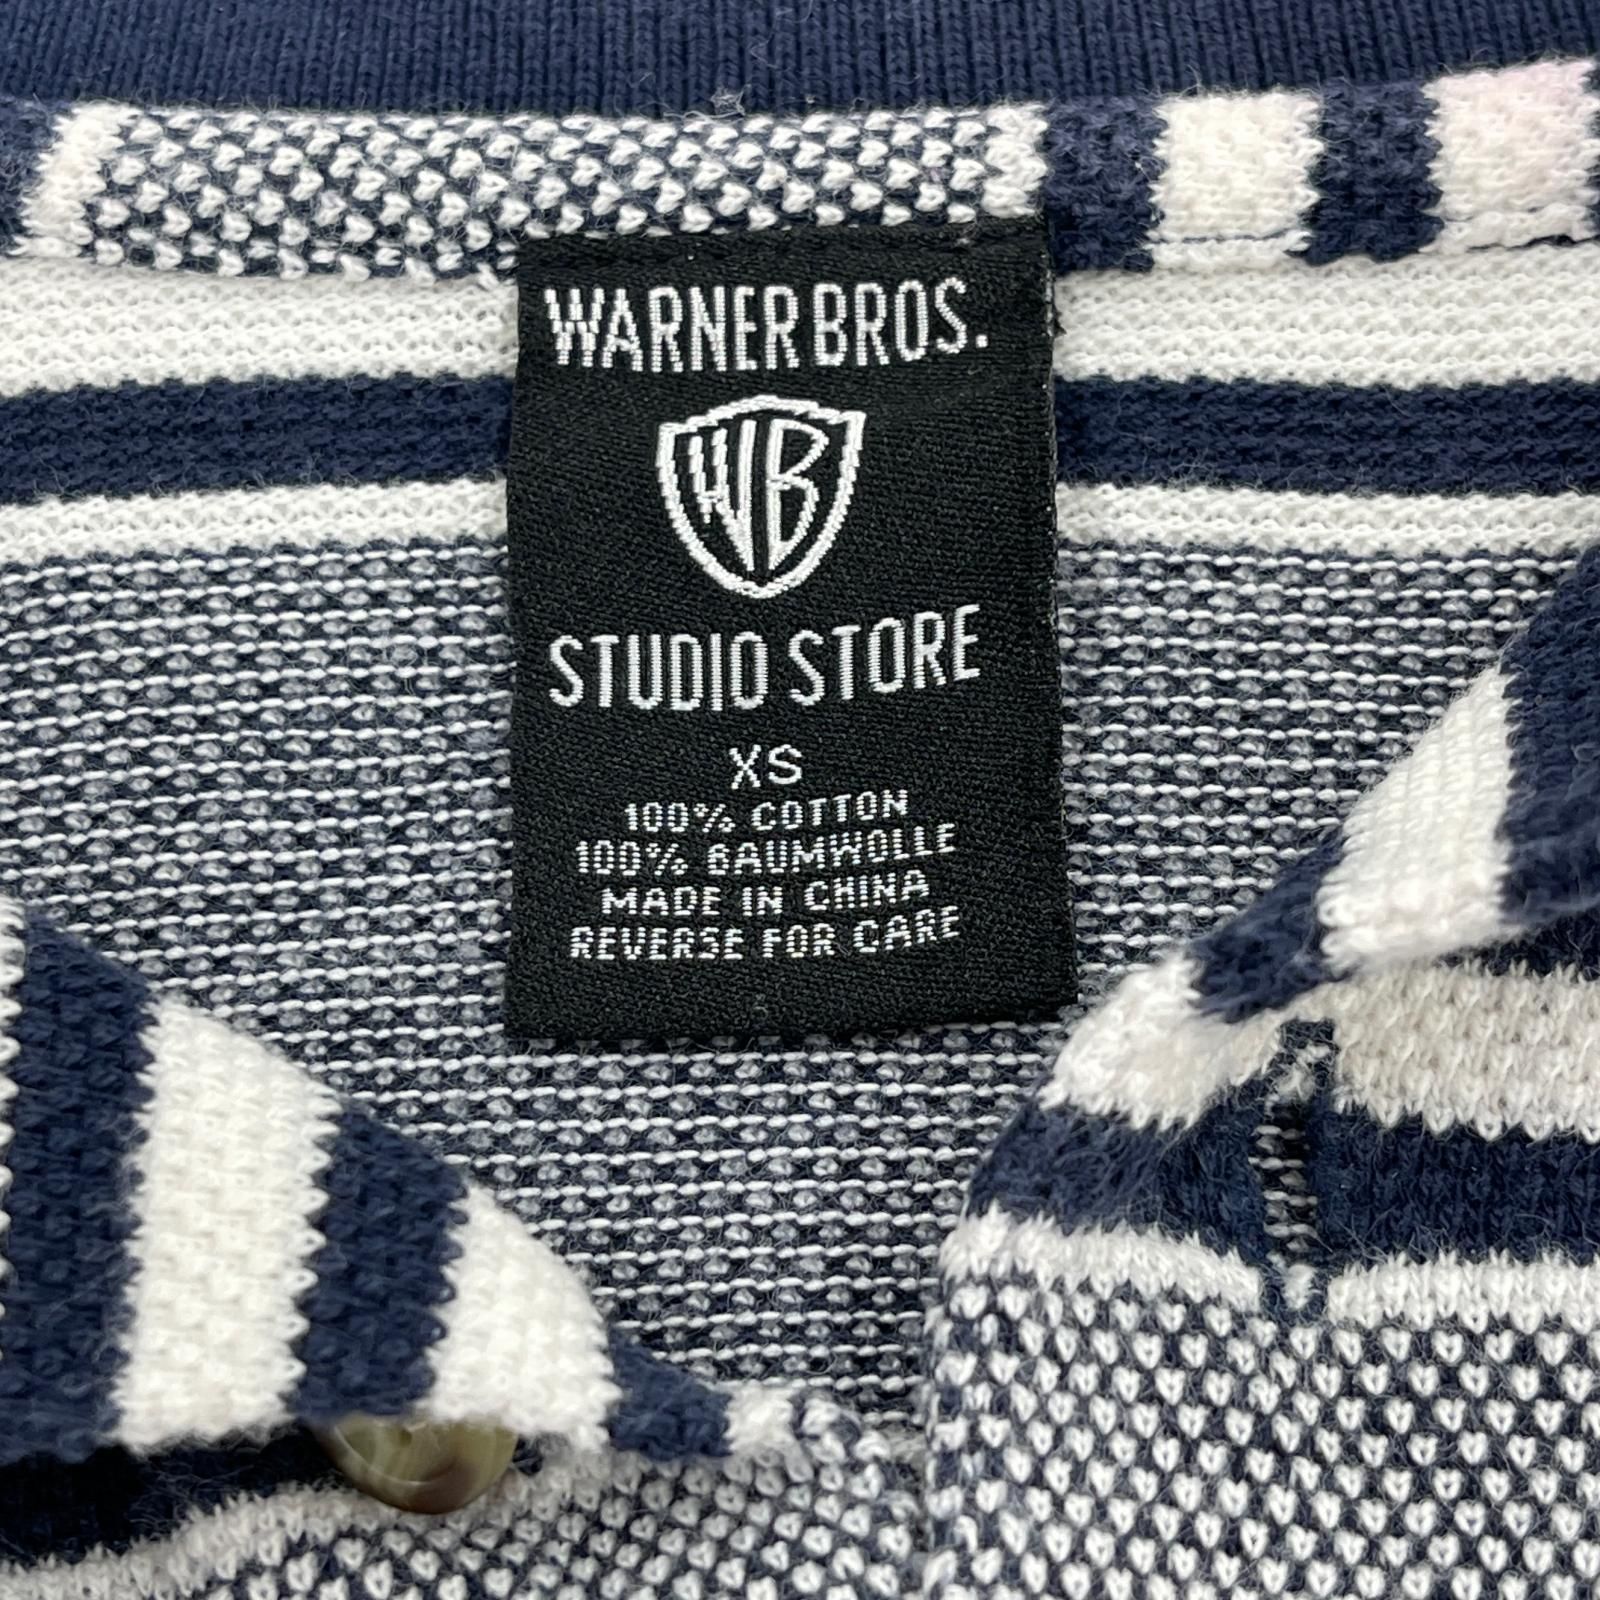 WARNER BROS.
WB
STUDIO STORE
XS
100% COTTON
100% BAUMWOLLE
MADE IN CHINA
REVERSE FOR CARE